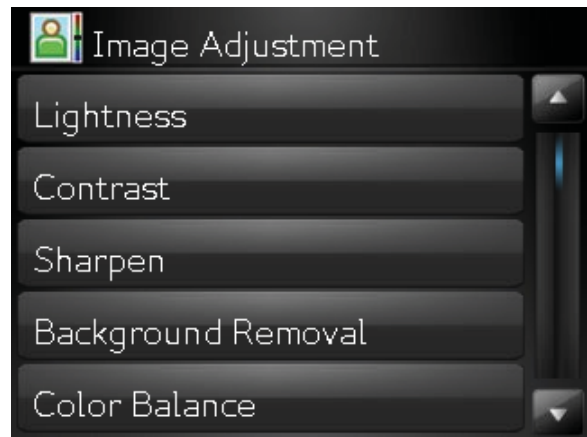 Image Adjustment
Lightness
Contrast
Sharpen
Background Removal
Color Balance